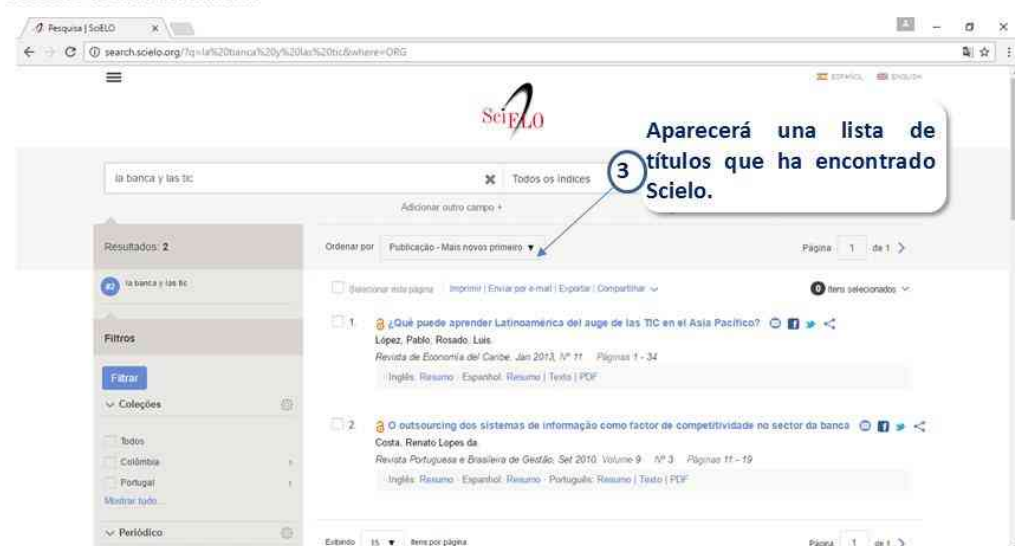 Pesquisa | SciELO
search.scielo.org/?q=la%20banca%20y%20las%20tic&where=ORG
ESPAÑOL ENGLISH
SciELO
Aparecerá una lista de
3 títulos que ha encontrado
Scielo.
la banca y las tic
Todos os índices
Adicionar outro campo +
Resultados: 2
Ordenar por Publicação - Mais novos primeiro
Página 1 de 1
#2 la banca y las tic
Selecionar esta página Imprimir | Enviar por e-mail | Exportar | Compartilhar
0 itens selecionados
Filtros
1. ¿Qué puede aprender Latinoamérica del auge de las TIC en el Asia Pacífico?
López, Pablo; Rosado, Luis.
Revista de Economía del Caribe, Jan 2013, Nº 11 Páginas 1 - 34
Inglês: Resumo · Espanhol: Resumo | Texto | PDF
Filtrar
Coleções
Todos
Colômbia 1
Portugal 1
Mostrar tudo...
2. O outsourcing dos sistemas de informação como factor de competitividade no sector da banca
Costa, Renato Lopes da.
Revista Portuguesa e Brasileira de Gestão, Set 2010, Volume 9 Nº 3 Páginas 11 - 19
Inglês: Resumo · Espanhol: Resumo · Português: Resumo | Texto | PDF
Periódico
Exibindo 15 itens por página
Página 1 de 1